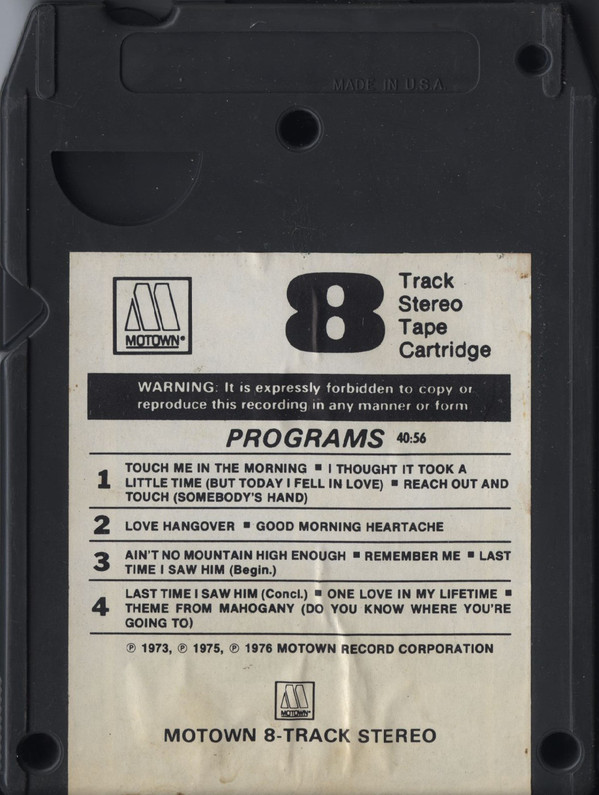 MADE IN U.S.A.
MOTOWN®
8 Track
Stereo
Tape
Cartridge
WARNING: It is expressly forbidden to copy or
reproduce this recording in any manner or form
PROGRAMS 40:56
1 TOUCH ME IN THE MORNING ▪ I THOUGHT IT TOOK A
LITTLE TIME (BUT TODAY I FELL IN LOVE) ▪ REACH OUT AND
TOUCH (SOMEBODY'S HAND)
2 LOVE HANGOVER ▪ GOOD MORNING HEARTACHE
3 AIN'T NO MOUNTAIN HIGH ENOUGH ▪ REMEMBER ME ▪ LAST
TIME I SAW HIM (Begin.)
4 LAST TIME I SAW HIM (Concl.) ▪ ONE LOVE IN MY LIFETIME ▪
THEME FROM MAHOGANY (DO YOU KNOW WHERE YOU'RE
GOING TO)
℗ 1973, ℗ 1975, ℗ 1976 MOTOWN RECORD CORPORATION
MOTOWN®
MOTOWN 8-TRACK STEREO